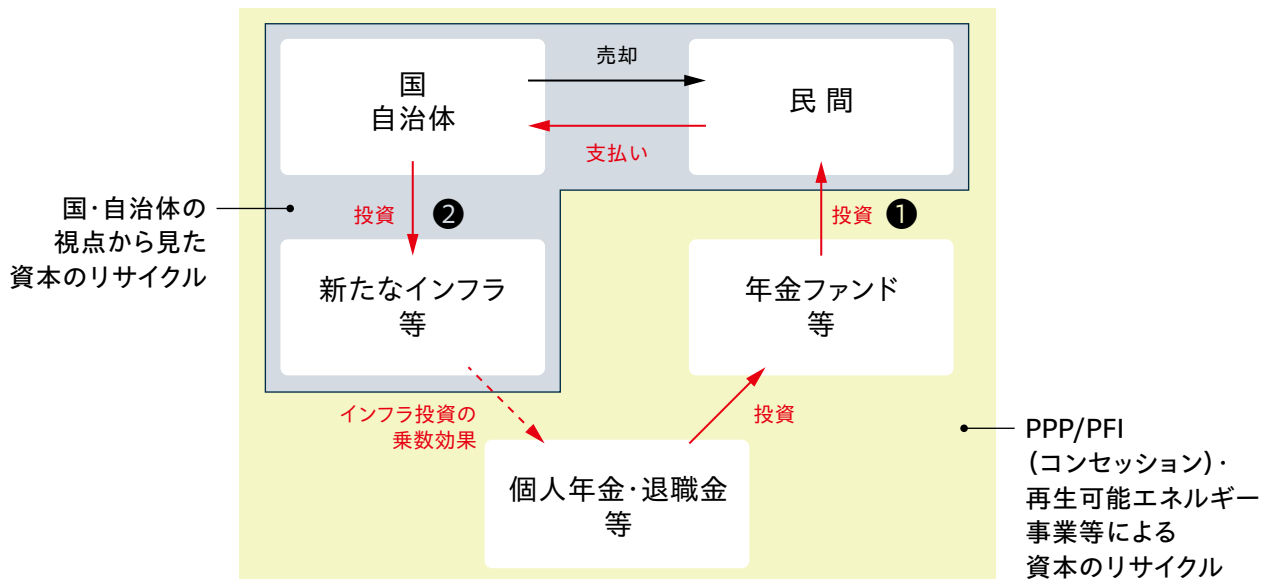 国
自治体
売却
民間
支払い
国・自治体の
視点から見た
資本のリサイクル
投資 ❷
投資 ❶
新たなインフラ
等
年金ファンド
等
インフラ投資の
乗数効果
投資
個人年金・退職金
等
PPP/PFI
(コンセッション)・
再生可能エネルギー
事業等による
資本のリサイクル